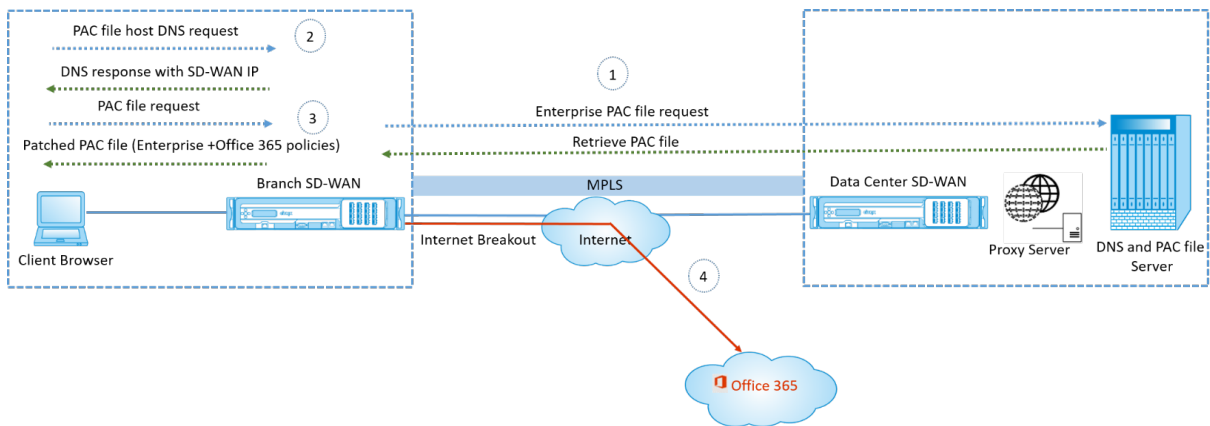 PAC file host DNS request
2
DNS response with SD-WAN IP
PAC file request
3
Patched PAC file (Enterprise +Office 365 policies)
Branch SD-WAN
Client Browser
1
Enterprise PAC file request
Retrieve PAC file
MPLS
Internet Breakout
Internet
4
Office 365
Data Center SD-WAN
Proxy Server
DNS and PAC file
Server